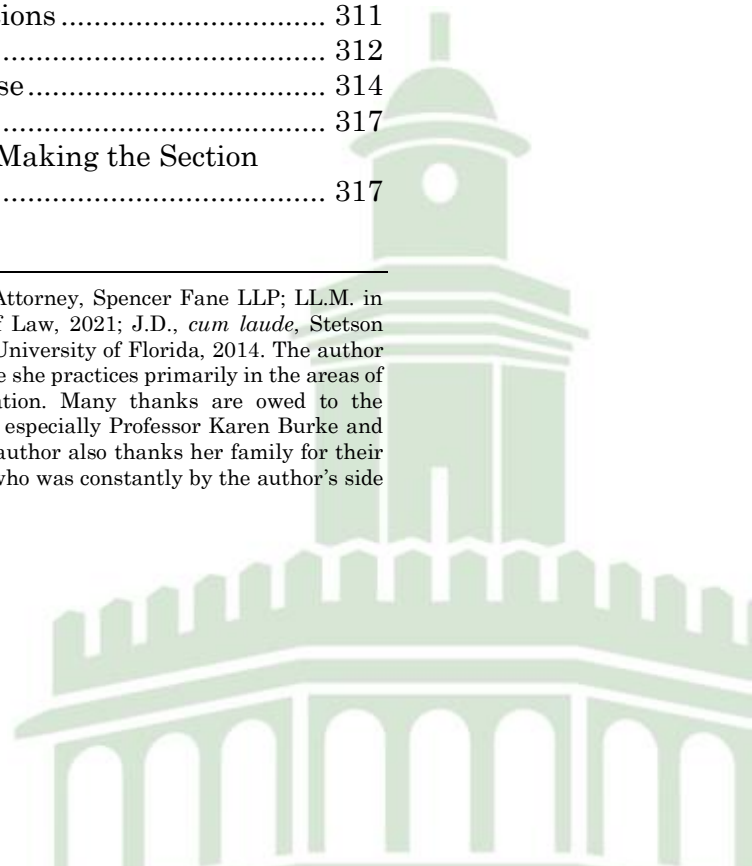 tions .................................... 311
............................................ 312
se ......................................... 314
............................................ 317
Making the Section
............................................ 317
Attorney, Spencer Fane LLP; LL.M. in
f Law, 2021; J.D., cum laude, Stetson
University of Florida, 2014. The author
e she practices primarily in the areas of
ation. Many thanks are owed to the
especially Professor Karen Burke and
author also thanks her family for their
who was constantly by the author’s side